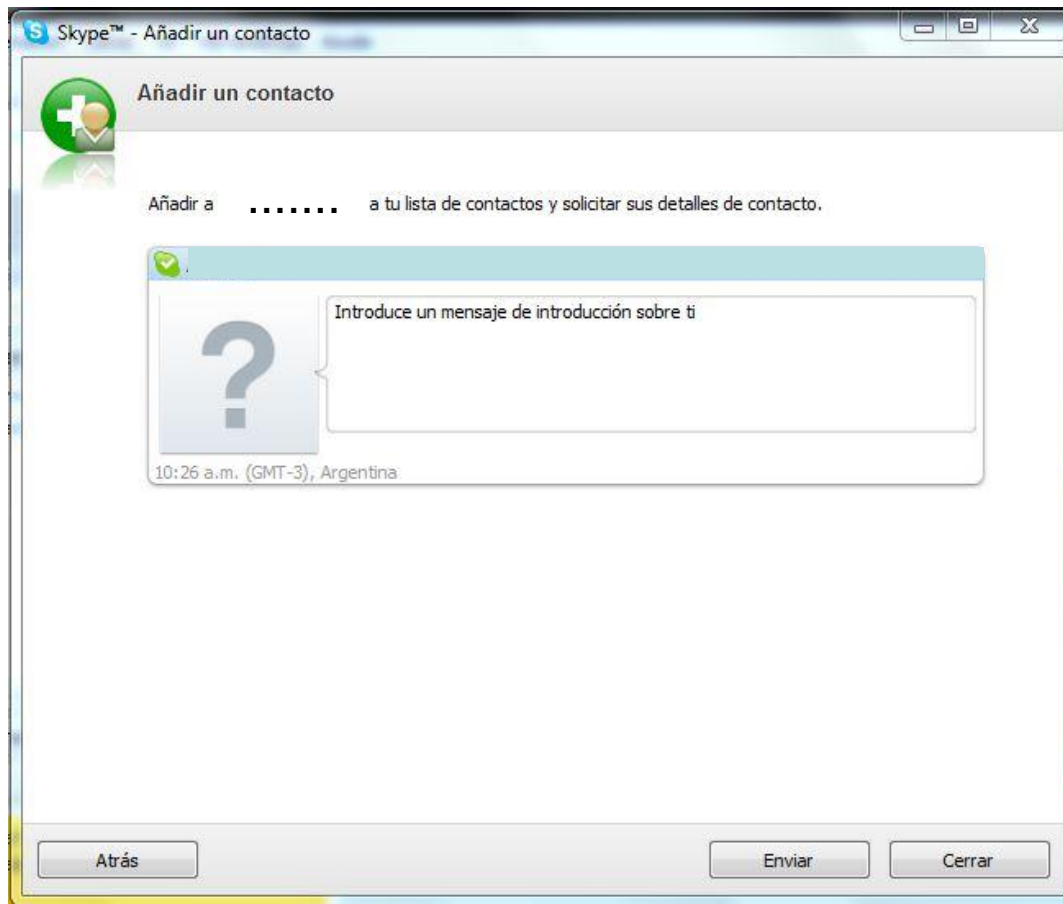 Skype™ - Añadir un contacto
Añadir un contacto
Añadir a ....... a tu lista de contactos y solicitar sus detalles de contacto.
Introduce un mensaje de introducción sobre ti
10:26 a.m. (GMT-3), Argentina
Atrás Enviar Cerrar